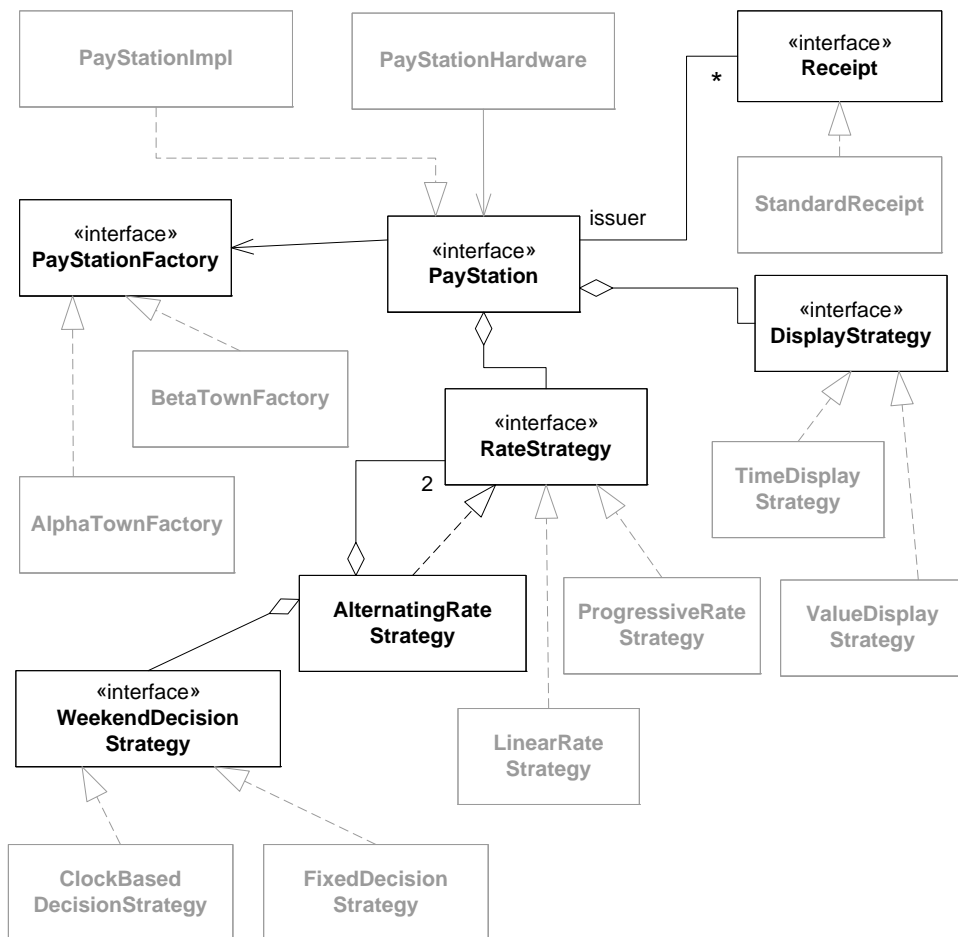 PayStationImpl
PayStationHardware
«interface»
Receipt
*
StandardReceipt
issuer
«interface»
PayStationFactory
«interface»
PayStation
«interface»
DisplayStrategy
BetaTownFactory
AlphaTownFactory
«interface»
RateStrategy
2
TimeDisplay
Strategy
AlternatingRate
Strategy
ProgressiveRate
Strategy
ValueDisplay
Strategy
«interface»
WeekendDecision
Strategy
LinearRate
Strategy
ClockBased
DecisionStrategy
FixedDecision
Strategy